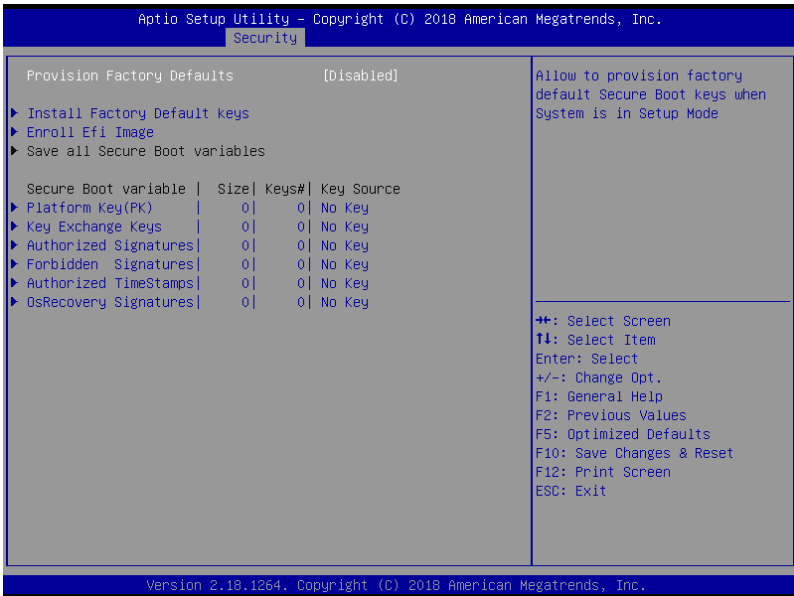 Aptio Setup Utility – Copyright (C) 2018 American Megatrends, Inc.
Security
Provision Factory Defaults [Disabled]
Install Factory Default keys
Enroll Efi Image
Save all Secure Boot variables
Secure Boot variable | Size| Keys#| Key Source
Platform Key(PK) | 0| 0| No Key
Key Exchange Keys | 0| 0| No Key
Authorized Signatures| 0| 0| No Key
Forbidden Signatures| 0| 0| No Key
Authorized TimeStamps| 0| 0| No Key
OsRecovery Signatures| 0| 0| No Key
Allow to provision factory
default Secure Boot keys when
System is in Setup Mode
→←: Select Screen
↑↓: Select Item
Enter: Select
+/-: Change Opt.
F1: General Help
F2: Previous Values
F5: Optimized Defaults
F10: Save Changes & Reset
F12: Print Screen
ESC: Exit
Version 2.18.1264. Copyright (C) 2018 American Megatrends, Inc.